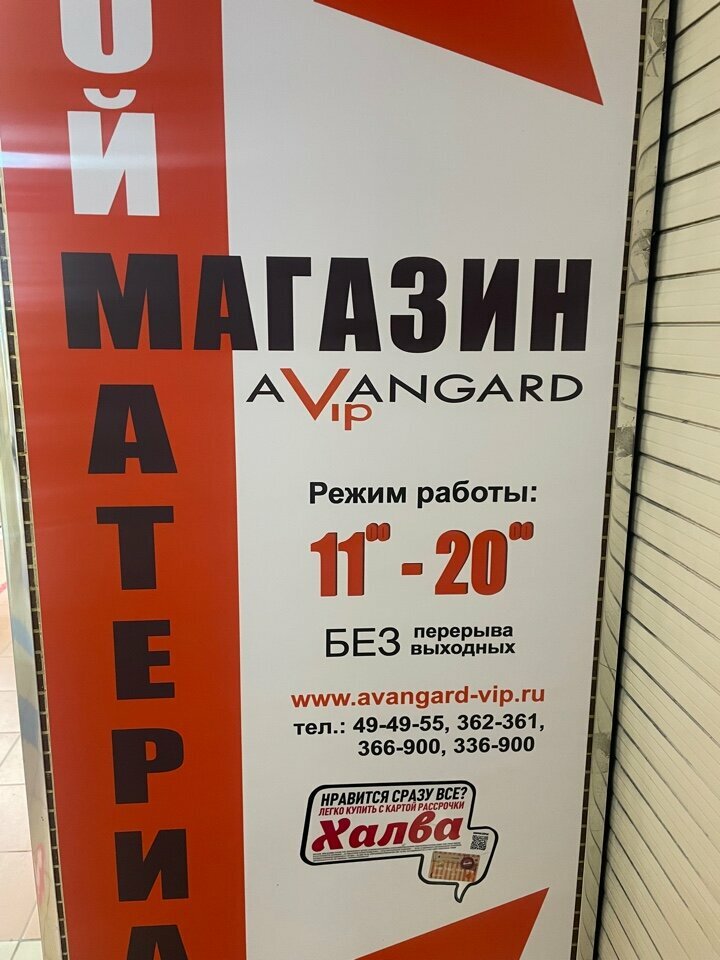 ОЙ
МАГАЗИН
AVANGARD
Vip
МАТЕРИА
Режим работы:
11⁰⁰ - 20⁰⁰
БЕЗ перерыва
выходных
www.avangard-vip.ru
тел.: 49-49-55, 362-361,
366-900, 336-900
НРАВИТСЯ СРАЗУ ВСЕ?
ЛЕГКО КУПИТЬ С КАРТОЙ РАССРОЧКИ
Халва